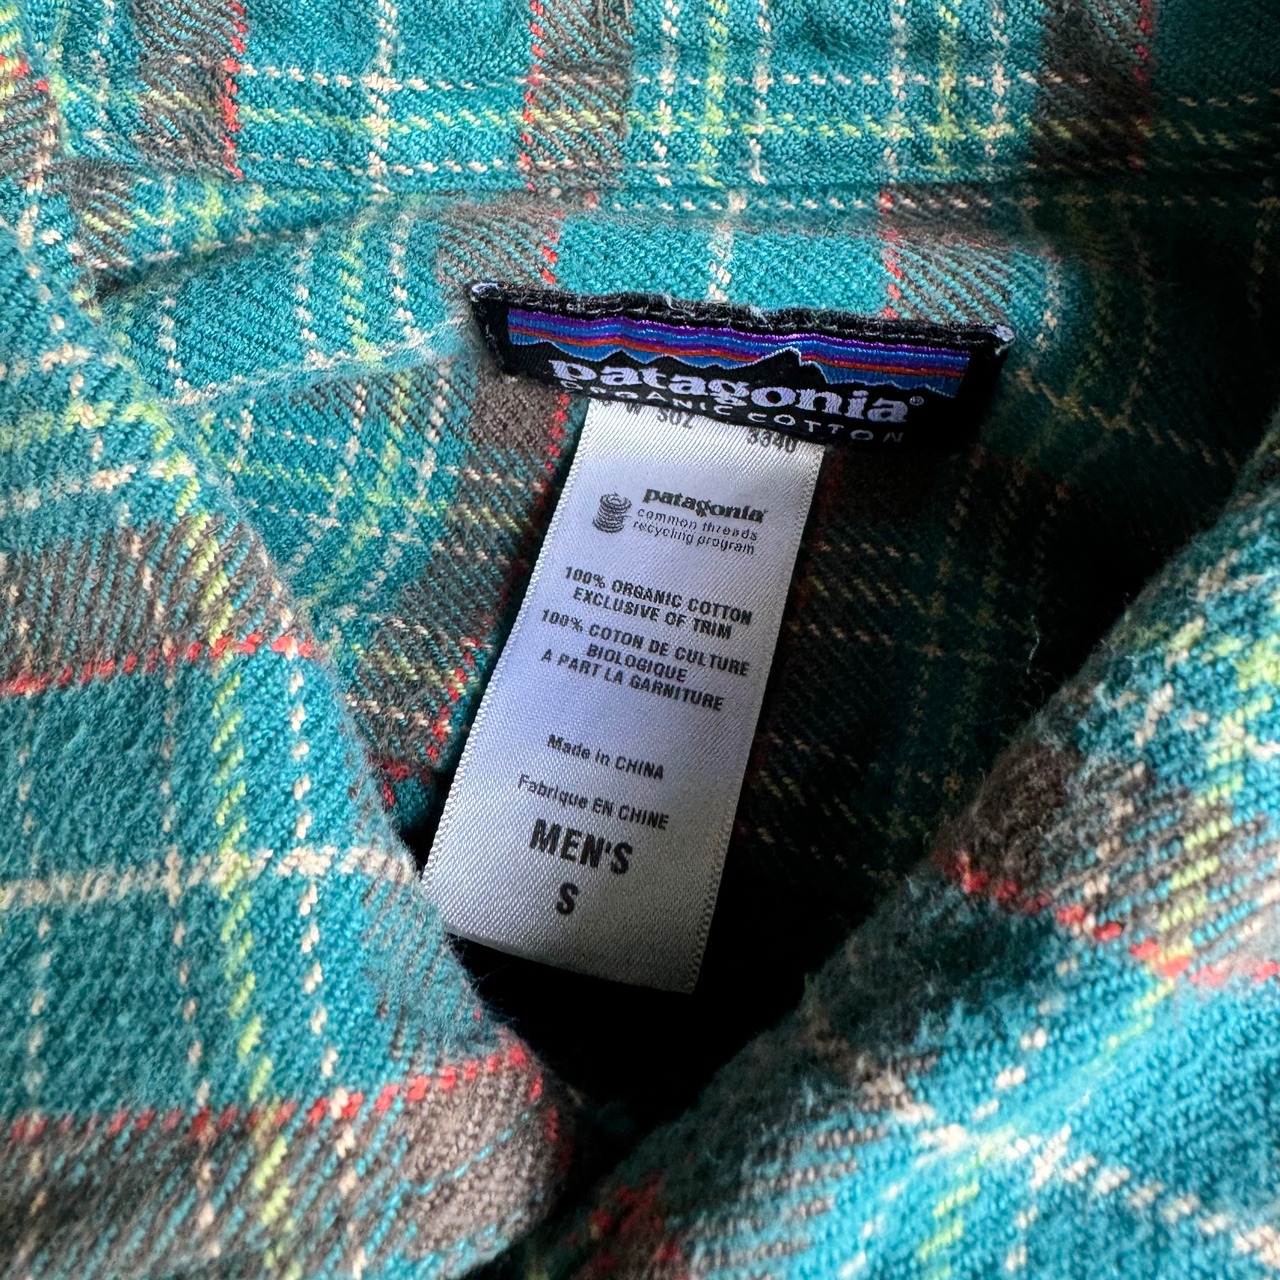 patagonia®
ORGANIC COTTON
3340
patagonia®
common threads
recycling program
100% ORGANIC COTTON
EXCLUSIVE OF TRIM
100% COTON DE CULTURE
BIOLOGIQUE
A PART LA GARNITURE
Made in CHINA
Fabrique EN CHINE
MEN'S
S